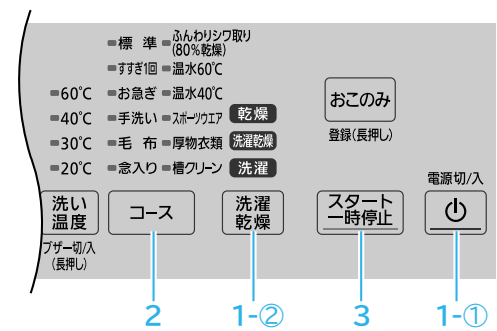 標 準
ふんわりシワ取り
(80%乾燥)
すすぎ1回
温水60℃
60℃
お急ぎ
温水40℃
40℃
手洗い
スポーツウエア
乾燥
30℃
毛 布
厚物衣類
洗濯乾燥
20℃
念入り
槽クリーン
洗濯
おこのみ
登録(長押し)
電源切/入
洗い
温度
コース
洗濯
乾燥
スタート
一時停止
ブザー切/入
(長押し)
2
1-②
3
1-①